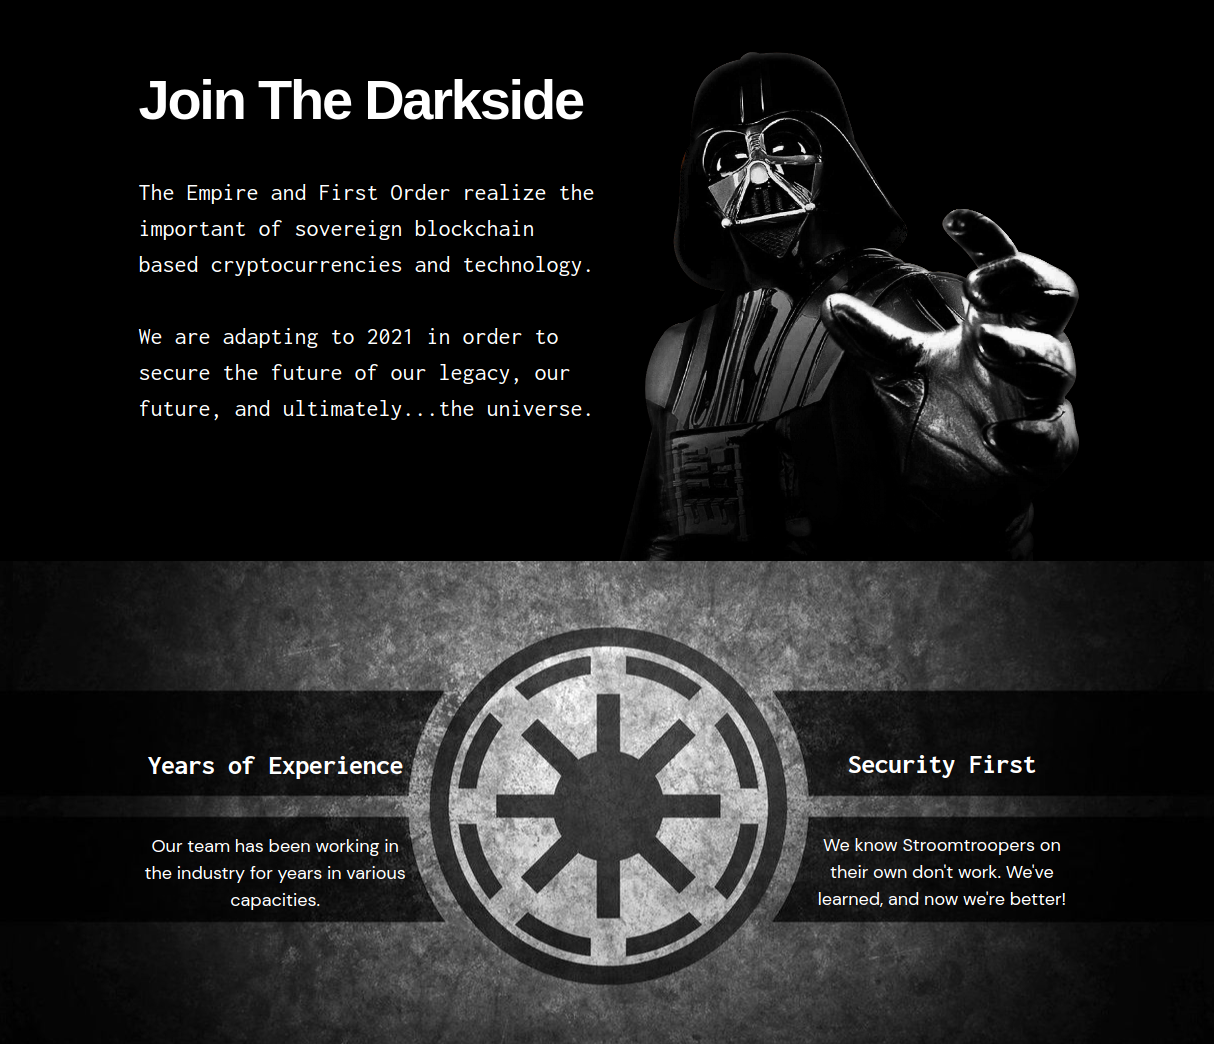 Join The Darkside
The Empire and First Order realize the
important of sovereign blockchain
based cryptocurrencies and technology.
We are adapting to 2021 in order to
secure the future of our legacy, our
future, and ultimately...the universe.
Years of Experience
Our team has been working in
the industry for years in various
capacities.
Security First
We know Stroomtroopers on
their own don't work. We've
learned, and now we're better!